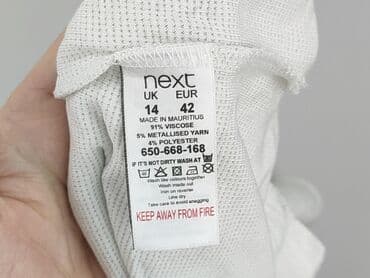 next
UK EUR
14 42
MADE IN MAURITIUS
91% VISCOSE
5% METALLISED YARN
4% POLYESTER
650-668-168
IF IT'S NOT DIRTY WASH AT
Wash like colours together
Wash inside out
Iron on reverse
Line dry
Take care to avoid snagging
KEEP AWAY FROM FIRE